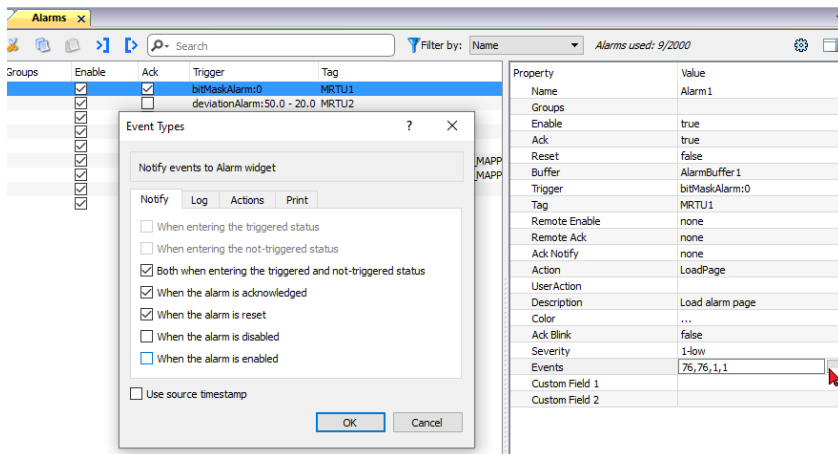 Alarms
Search
Filter by: Name
Alarms used: 9/2000
Groups Enable Ack Trigger Tag
bitMaskAlarm:0 MRTU1
deviationAlarm:50.0 - 20.0 MRTU2
_MAPP
_MAPP
Event Types ?
Notify events to Alarm widget
Notify Log Actions Print
When entering the triggered status
When entering the not-triggered status
Both when entering the triggered and not-triggered status
When the alarm is acknowledged
When the alarm is reset
When the alarm is disabled
When the alarm is enabled
Use source timestamp
OK Cancel
Property Value
Name Alarm1
Groups
Enable true
Ack true
Reset false
Buffer AlarmBuffer1
Trigger bitMaskAlarm:0
Tag MRTU1
Remote Enable none
Remote Ack none
Ack Notify none
Action LoadPage
UserAction
Description Load alarm page
Color ...
Ack Blink false
Severity 1-low
Events 76,76,1,1
Custom Field 1
Custom Field 2